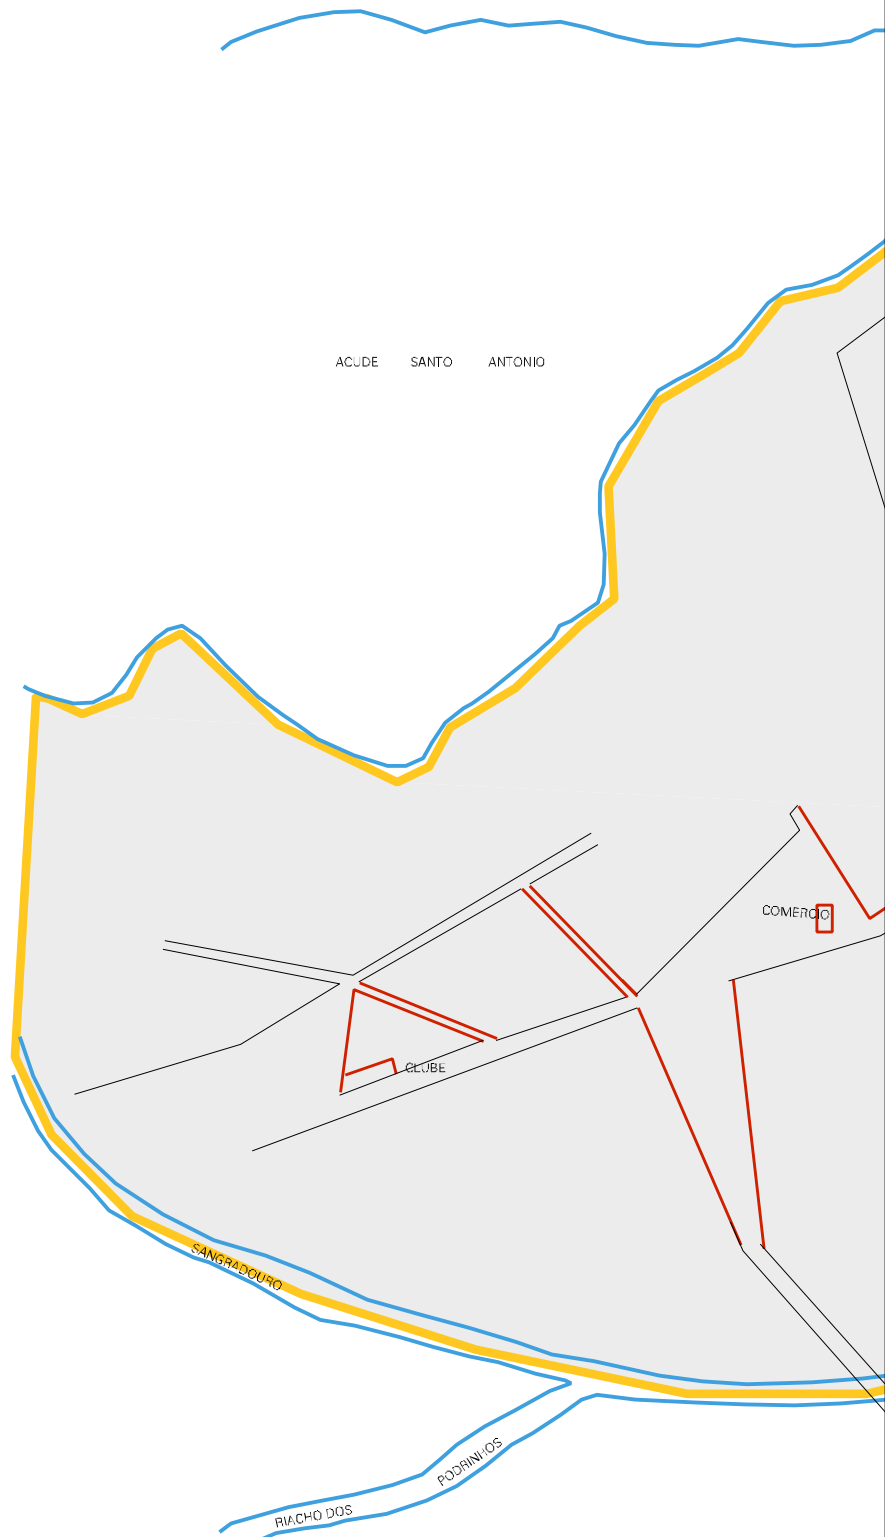 ACUDE SANTO ANTONIO
COMERCIO
CLUBE
SANGRADOURO
PODRINHOS
RIACHO DOS